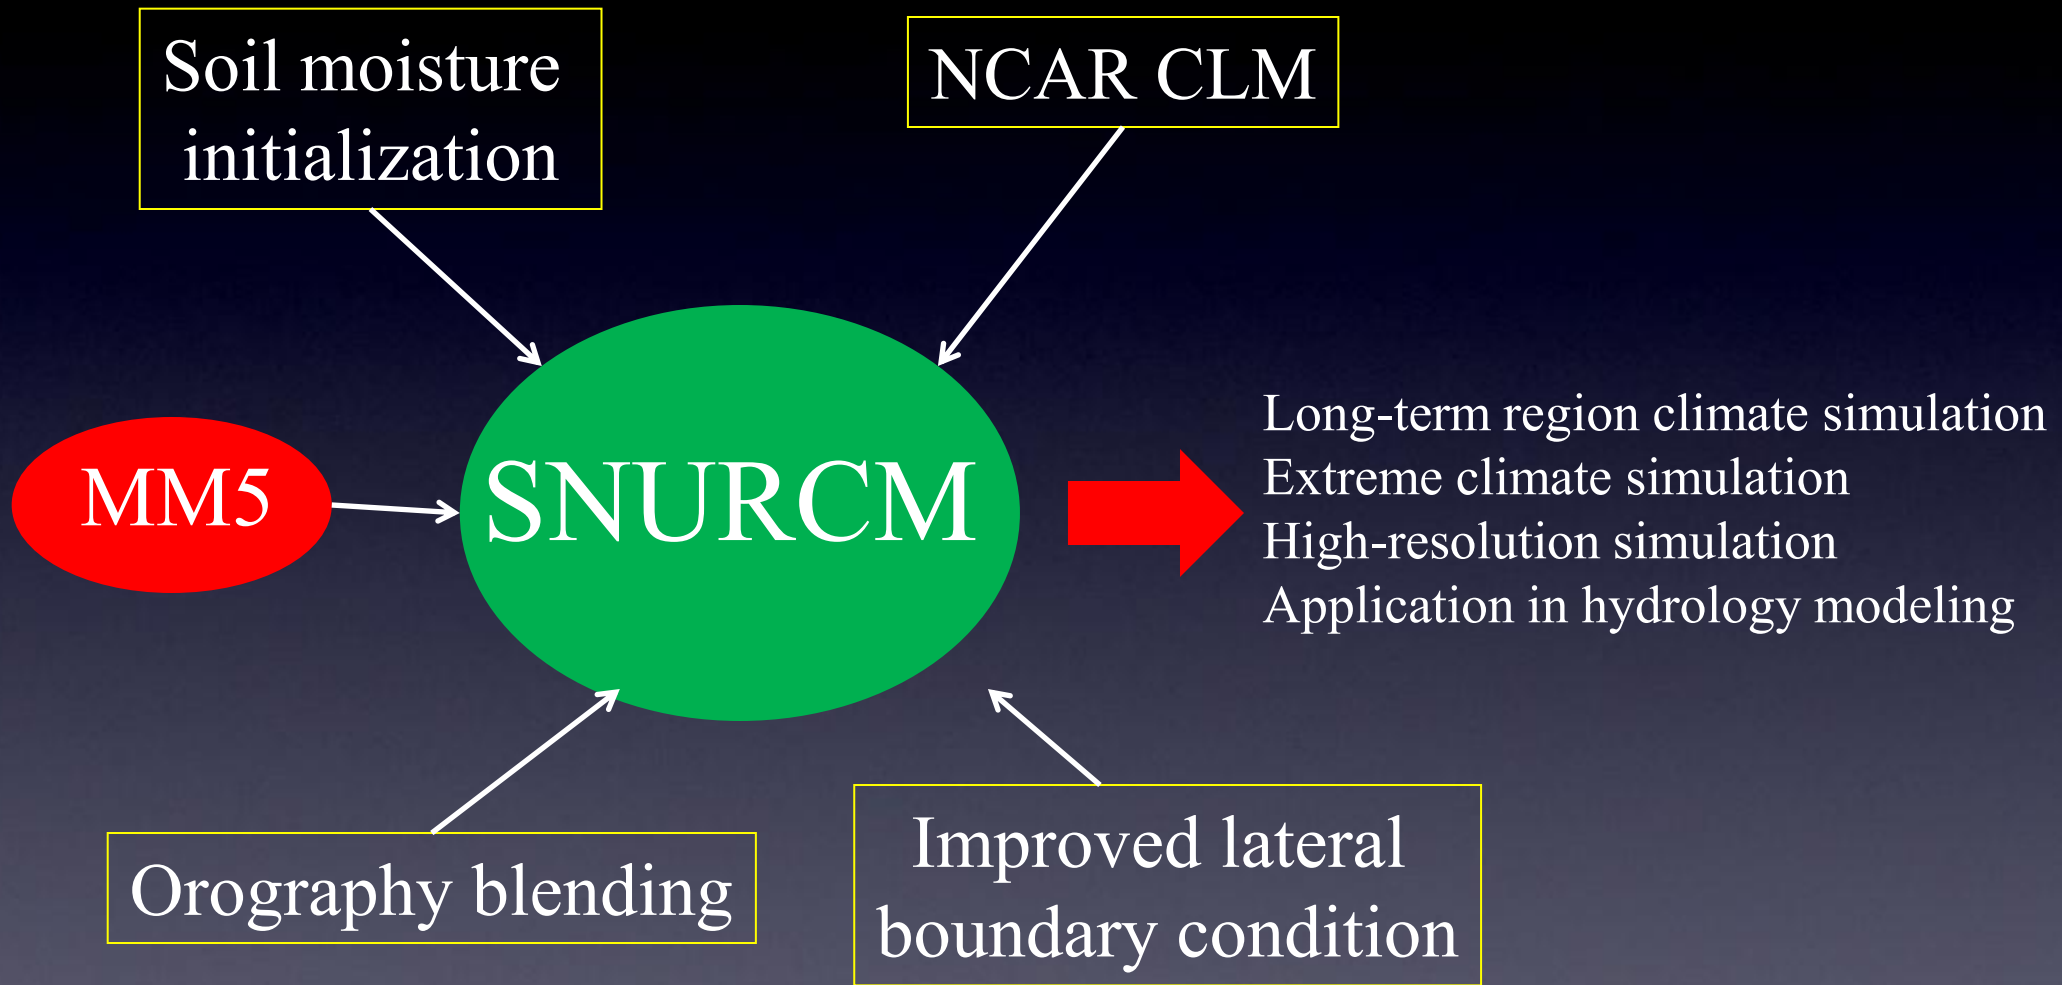 Soil moisture
initialization
NCAR CLM
MM5
SNURCM
Long-term region climate simulation
Extreme climate simulation
High-resolution simulation
Application in hydrology modeling
Orography blending
Improved lateral
boundary condition